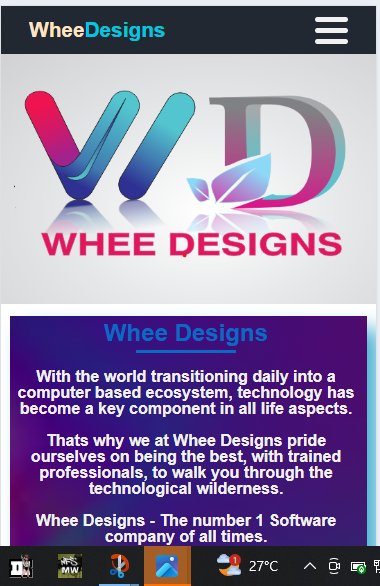 WheeDesigns
WD
WHEE DESIGNS
Whee Designs
With the world transitioning daily into a
computer based ecosystem, technology has
become a key component in all life aspects.
Thats why we at Whee Designs pride
ourselves on being the best, with trained
professionals, to walk you through the
technological wilderness.
Whee Designs - The number 1 Software
company of all times.
NFS
MW
1
27°C